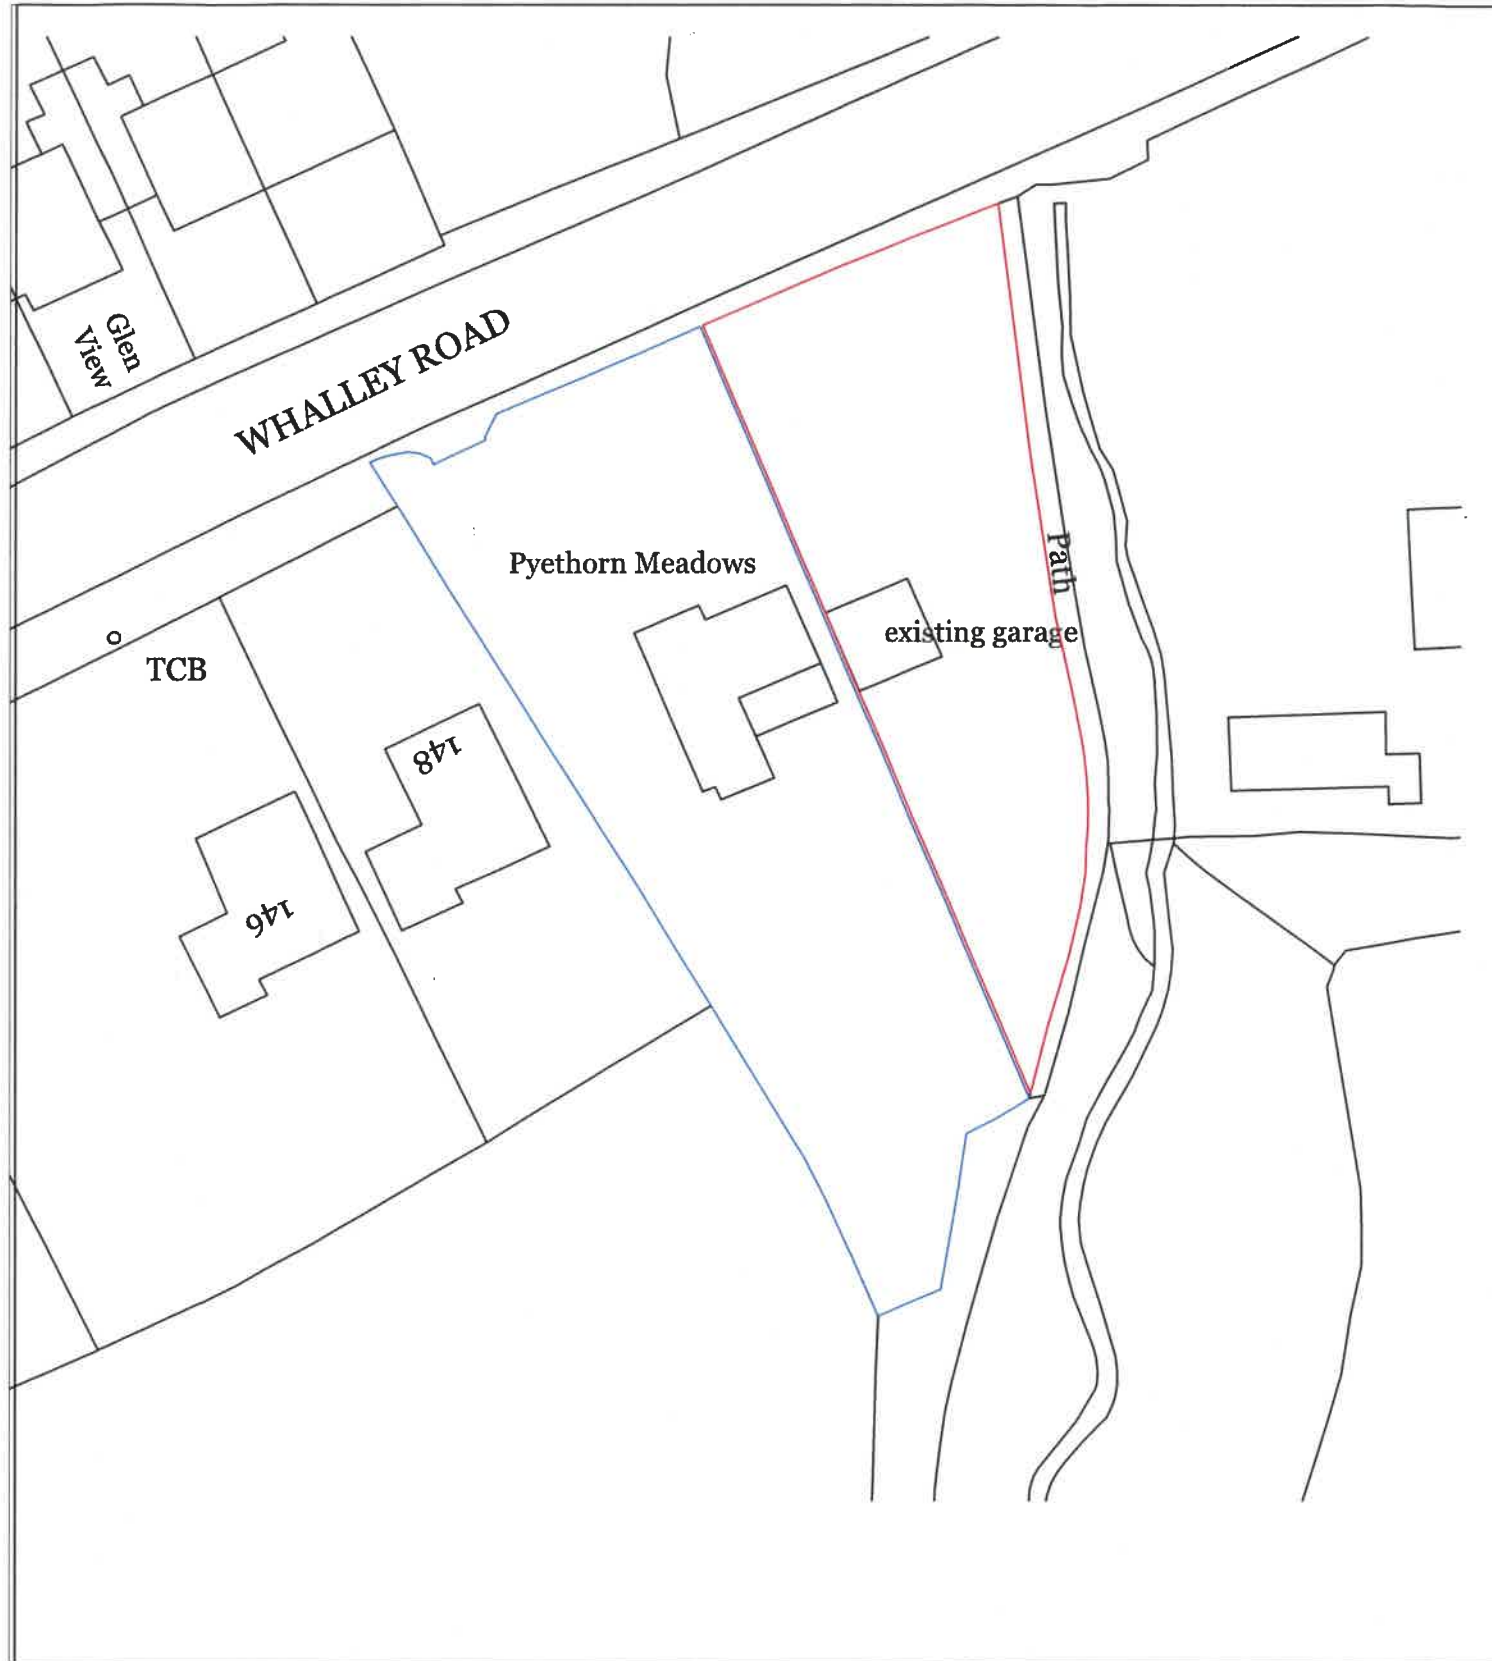 Glen
View
WHALLEY ROAD
Pyethorn Meadows
Path
existing garage
TCB
148
146